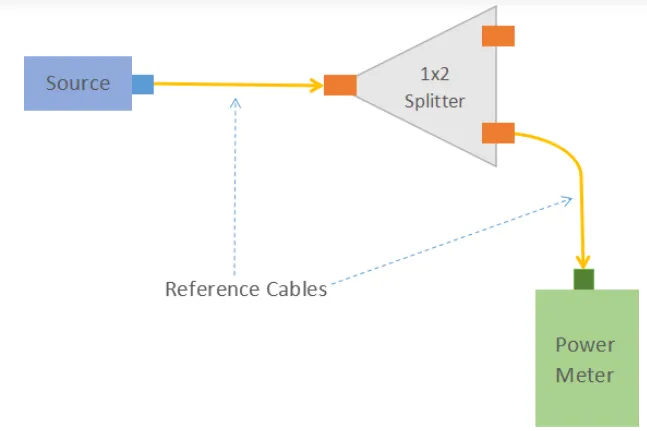 Source
1x2
Splitter
Reference Cables
Power
Meter